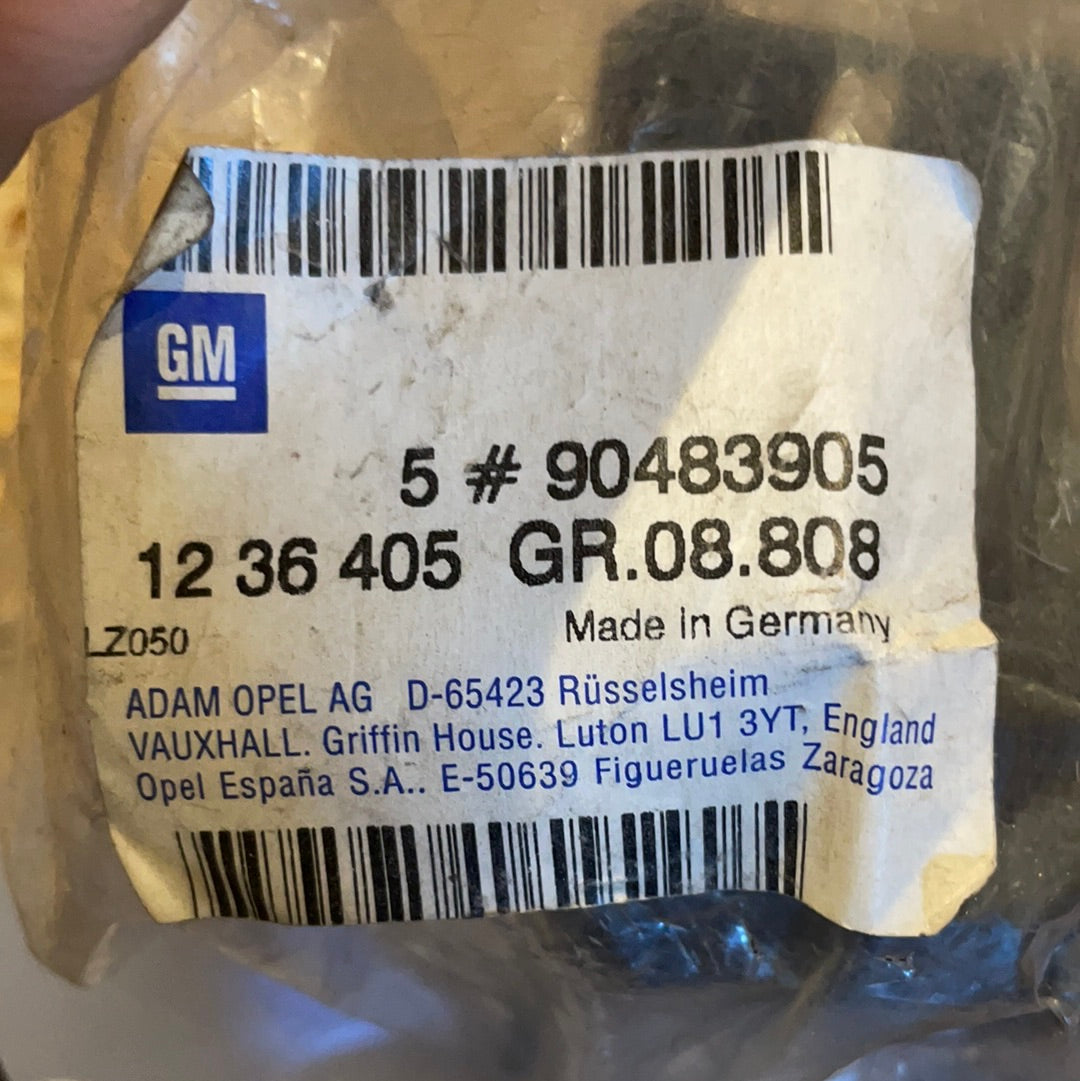 GM
5 # 90483905
12 36 405 GR.08.808
LZ050 Made in Germany
ADAM OPEL AG D-65423 Rüsselsheim
VAUXHALL. Griffin House. Luton LU1 3YT, England
Opel España S.A.. E-50639 Figueruelas Zaragoza